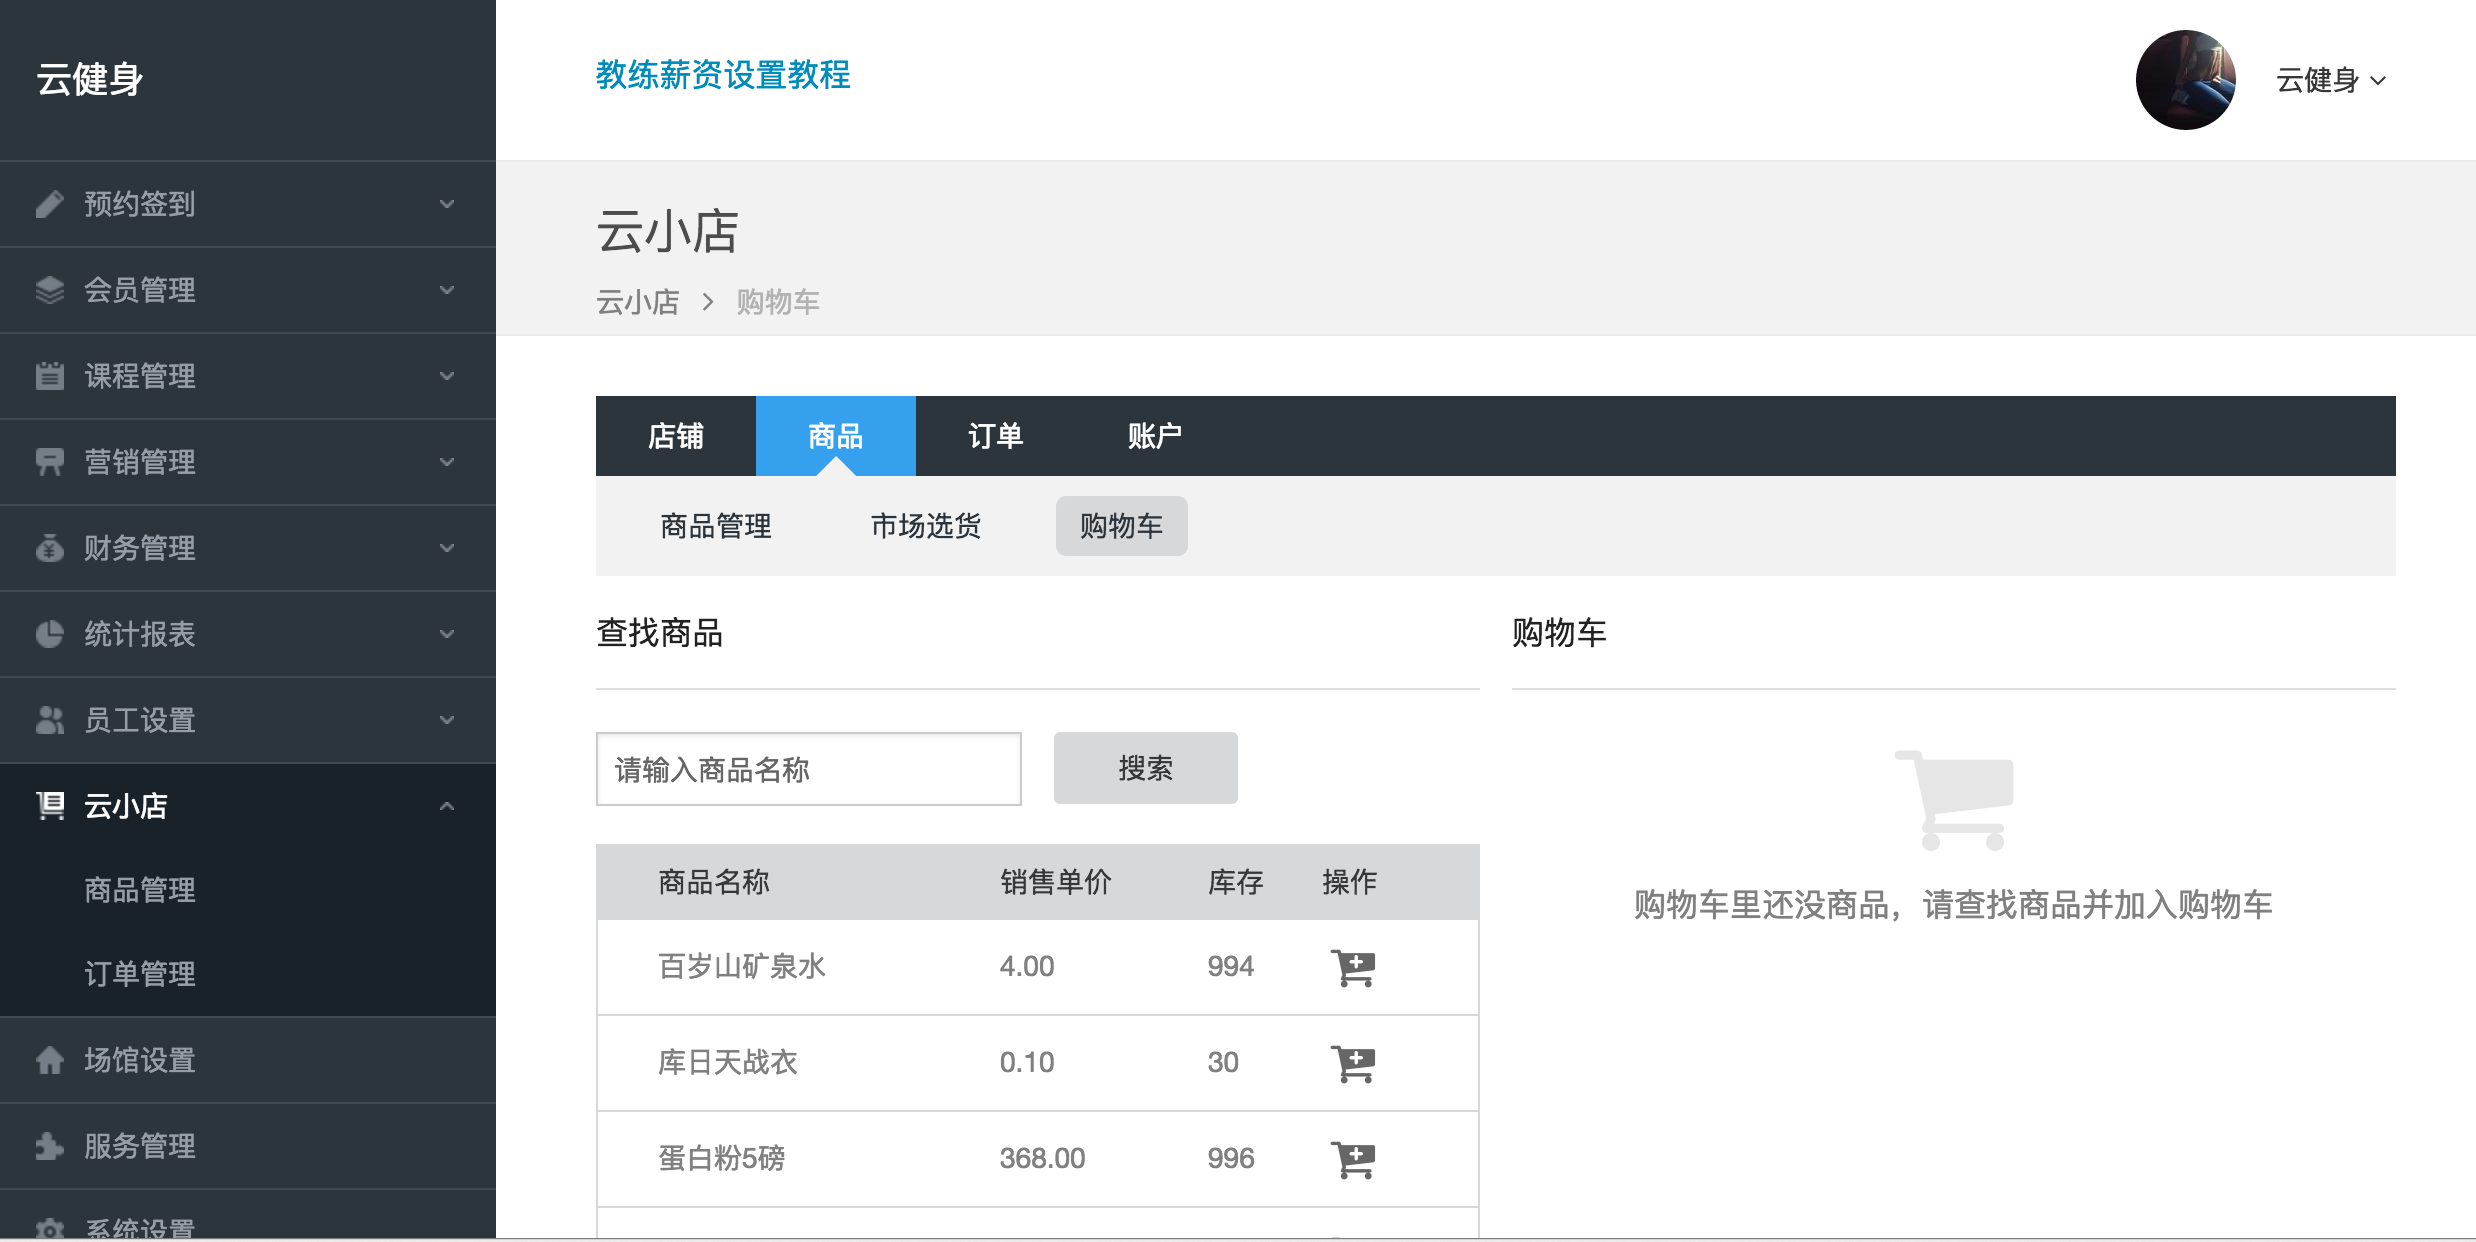 云健身
教练薪资设置教程
云健身
预约签到
会员管理
课程管理
营销管理
财务管理
统计报表
员工设置
云小店
商品管理
订单管理
场馆设置
服务管理
系统设置
云小店
云小店 > 购物车
店铺 商品 订单 账户
商品管理 市场选货 购物车
查找商品
请输入商品名称 搜索
商品名称 销售单价 库存 操作
百岁山矿泉水 4.00 994
库日天战衣 0.10 30
蛋白粉5磅 368.00 996
购物车
购物车里还没商品，请查找商品并加入购物车